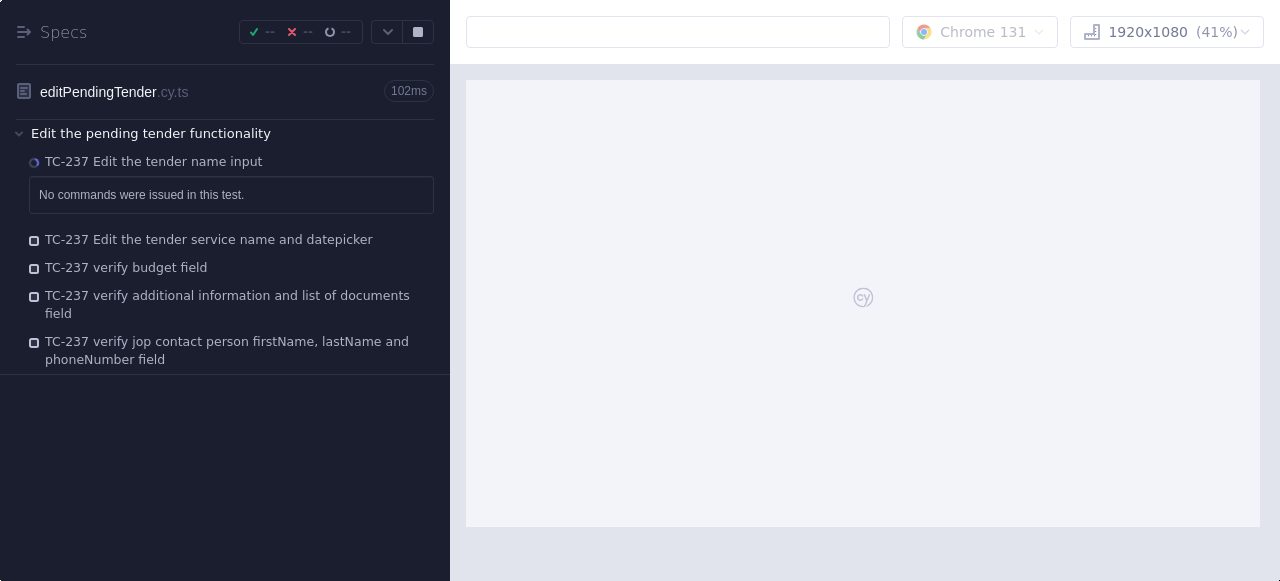 Specs
--
--
--
Chrome 131
1920x1080 (41%)
editPendingTender.cy.ts
102ms
Edit the pending tender functionality
TC-237 Edit the tender name input
No commands were issued in this test.
TC-237 Edit the tender service name and datepicker
TC-237 verify budget field
TC-237 verify additional information and list of documents
field
TC-237 verify jop contact person firstName, lastName and
phoneNumber field
cy